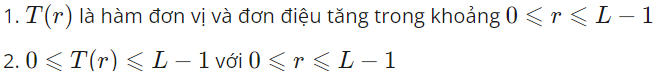 1. T(r) là hàm đơn vị và đơn điệu tăng trong khoảng 0 ⩽ r ⩽ L − 1
2. 0 ⩽ T(r) ⩽ L − 1 với 0 ⩽ r ⩽ L − 1